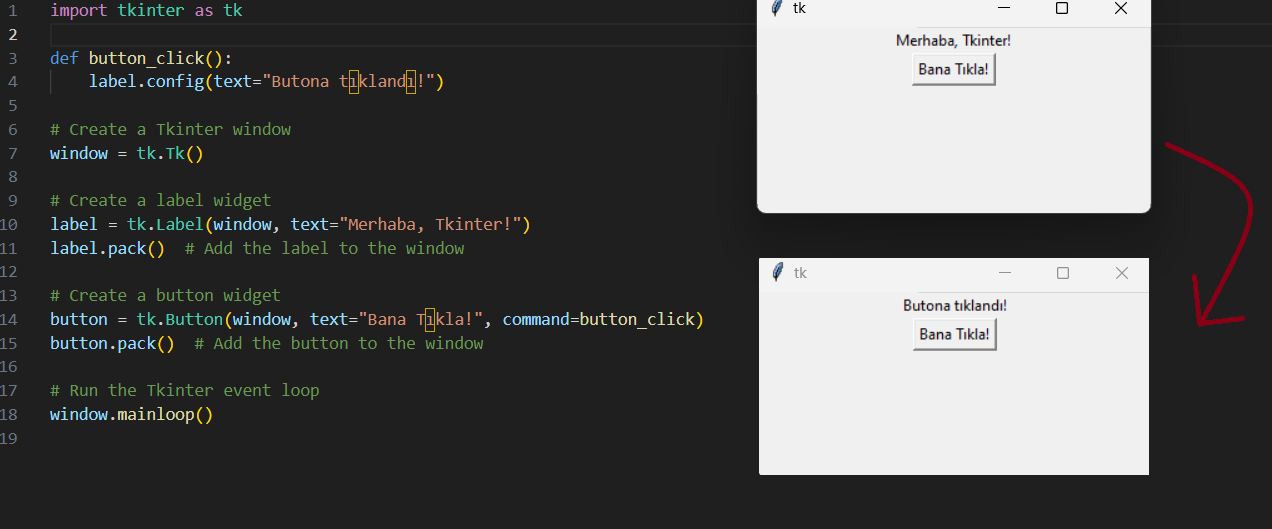 1 import tkinter as tk
2
3 def button_click():
4     label.config(text="Butona tıklandı!")
5
6 # Create a Tkinter window
7 window = tk.Tk()
8
9 # Create a label widget
10 label = tk.Label(window, text="Merhaba, Tkinter!")
11 label.pack()  # Add the label to the window
12
13 # Create a button widget
14 button = tk.Button(window, text="Bana Tıkla!", command=button_click)
15 button.pack()  # Add the button to the window
16
17 # Run the Tkinter event loop
18 window.mainloop()
19
tk
Merhaba, Tkinter!
Bana Tıkla!
tk
Butona tıklandı!
Bana Tıkla!